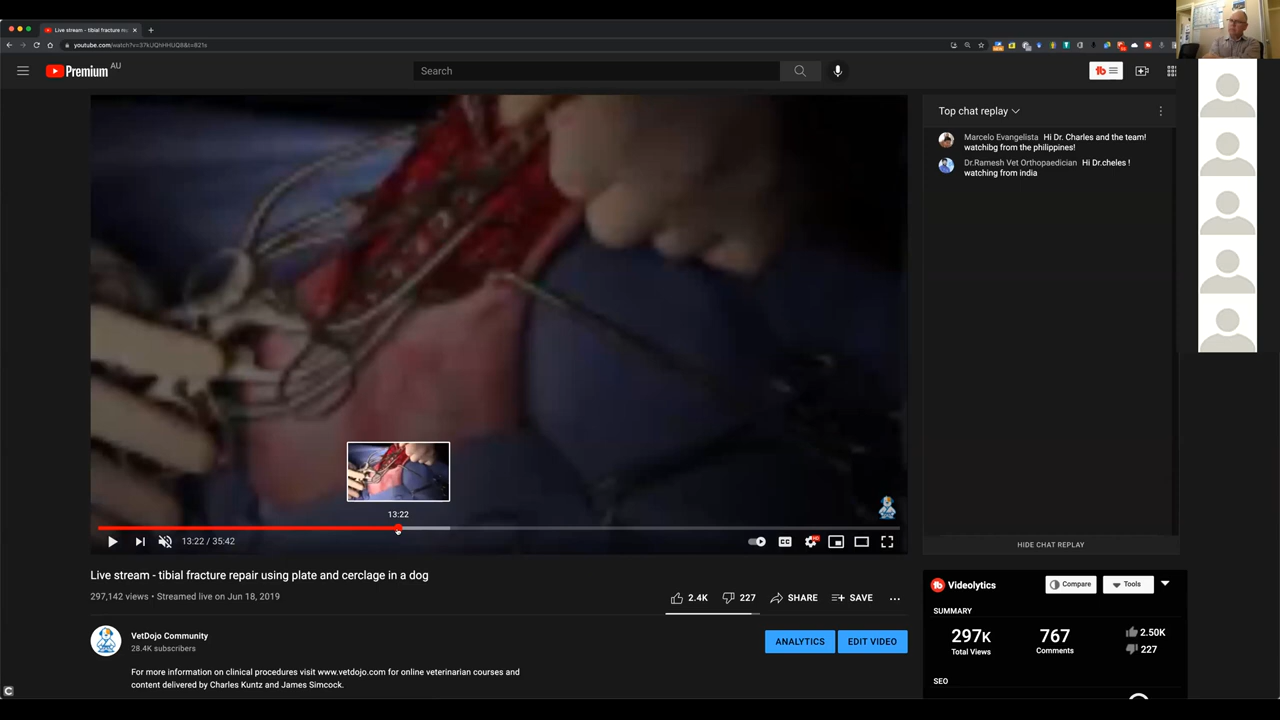 Live stream - tibial fracture rep
youtube.com/watch?v=37kUQhHHUQ8&t=821s
Premium AU
Search
Top chat replay
Marcelo Evangelista Hi Dr. Charles and the team!
watchibg from the philipines!
Dr.Ramesh Vet Orthopaedician Hi Dr.cheles !
watching from india
13:22
13:22 / 35:42
CC
HD
HIDE CHAT REPLAY
Live stream - tibial fracture repair using plate and cerclage in a dog
297,142 views • Streamed live on Jun 18, 2019
2.4K
227
SHARE
SAVE
VetDojo Community
28.4K subscribers
ANALYTICS
EDIT VIDEO
For more information on clinical procedures visit www.vetdojo.com for online veterinary courses and
content delivered by Charles Kuntz and James Simcock.
Videolytics
Compare
Tools
SUMMARY
297K
Total Views
767
Comments
2.50K
227
SEO